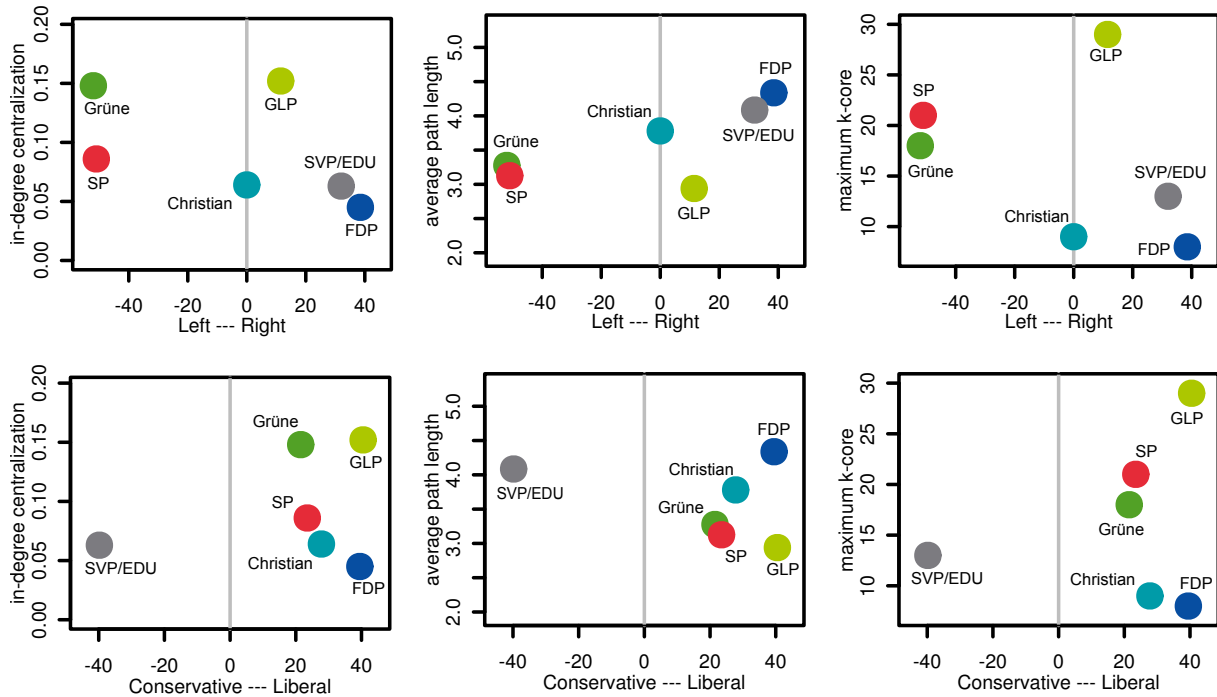 in-degree centralization
0.20
0.15
0.10
0.05
0.00
Grüne
GLP
SP
SVP/EDU
Christian
FDP
-40 -20 0 20 40
Left --- Right
average path length
5.0
4.0
3.0
2.0
FDP
Christian
SVP/EDU
Grüne
SP
GLP
-40 -20 0 20 40
Left --- Right
maximum k-core
30
25
20
15
10
GLP
SP
Grüne
SVP/EDU
Christian
FDP
-40 -20 0 20 40
Left --- Right
in-degree centralization
0.20
0.15
0.10
0.05
0.00
Grüne
GLP
SP
SVP/EDU
Christian
FDP
-40 -20 0 20 40
Conservative --- Liberal
average path length
5.0
4.0
3.0
2.0
FDP
Christian
SVP/EDU
Grüne
SP
GLP
-40 -20 0 20 40
Conservative --- Liberal
maximum k-core
30
25
20
15
10
GLP
SP
Grüne
SVP/EDU
Christian
FDP
-40 -20 0 20 40
Conservative --- Liberal